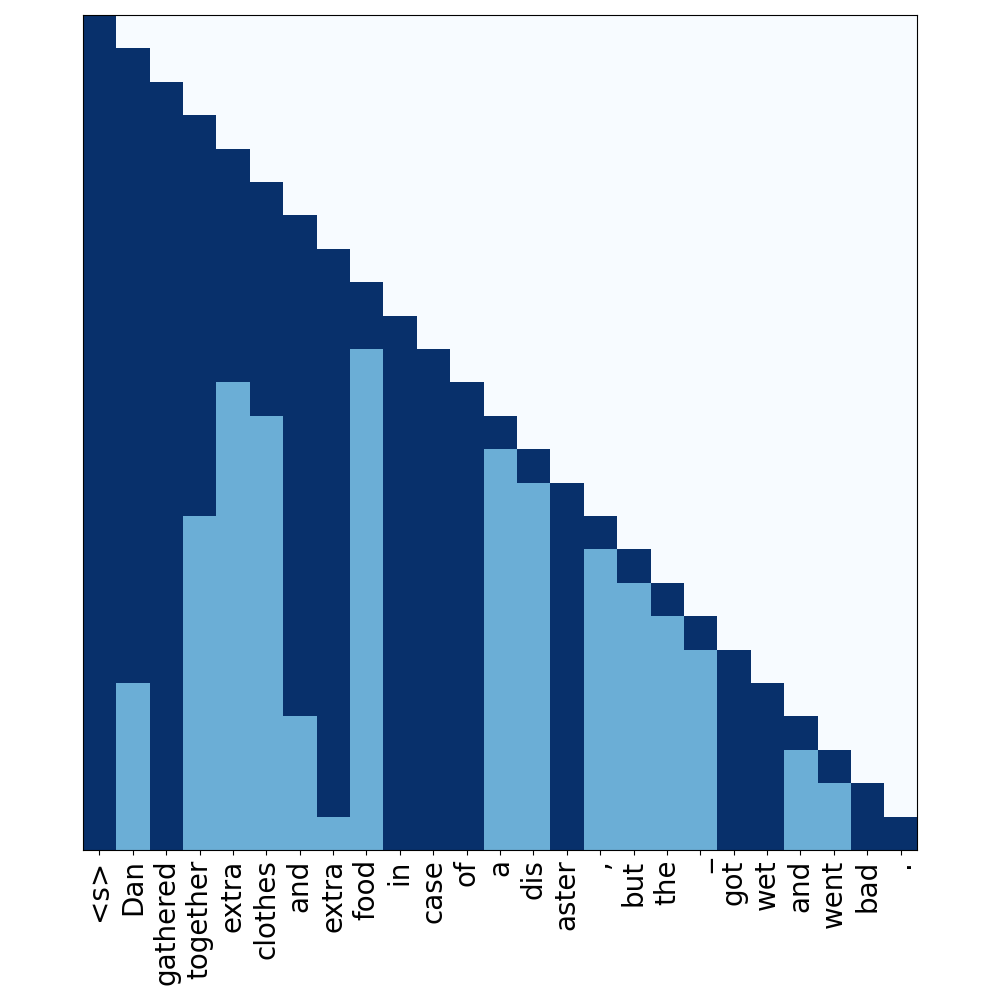 <s> Dan gathered together extra clothes and extra food in case of a dis aster , but the _ got wet and went bad .